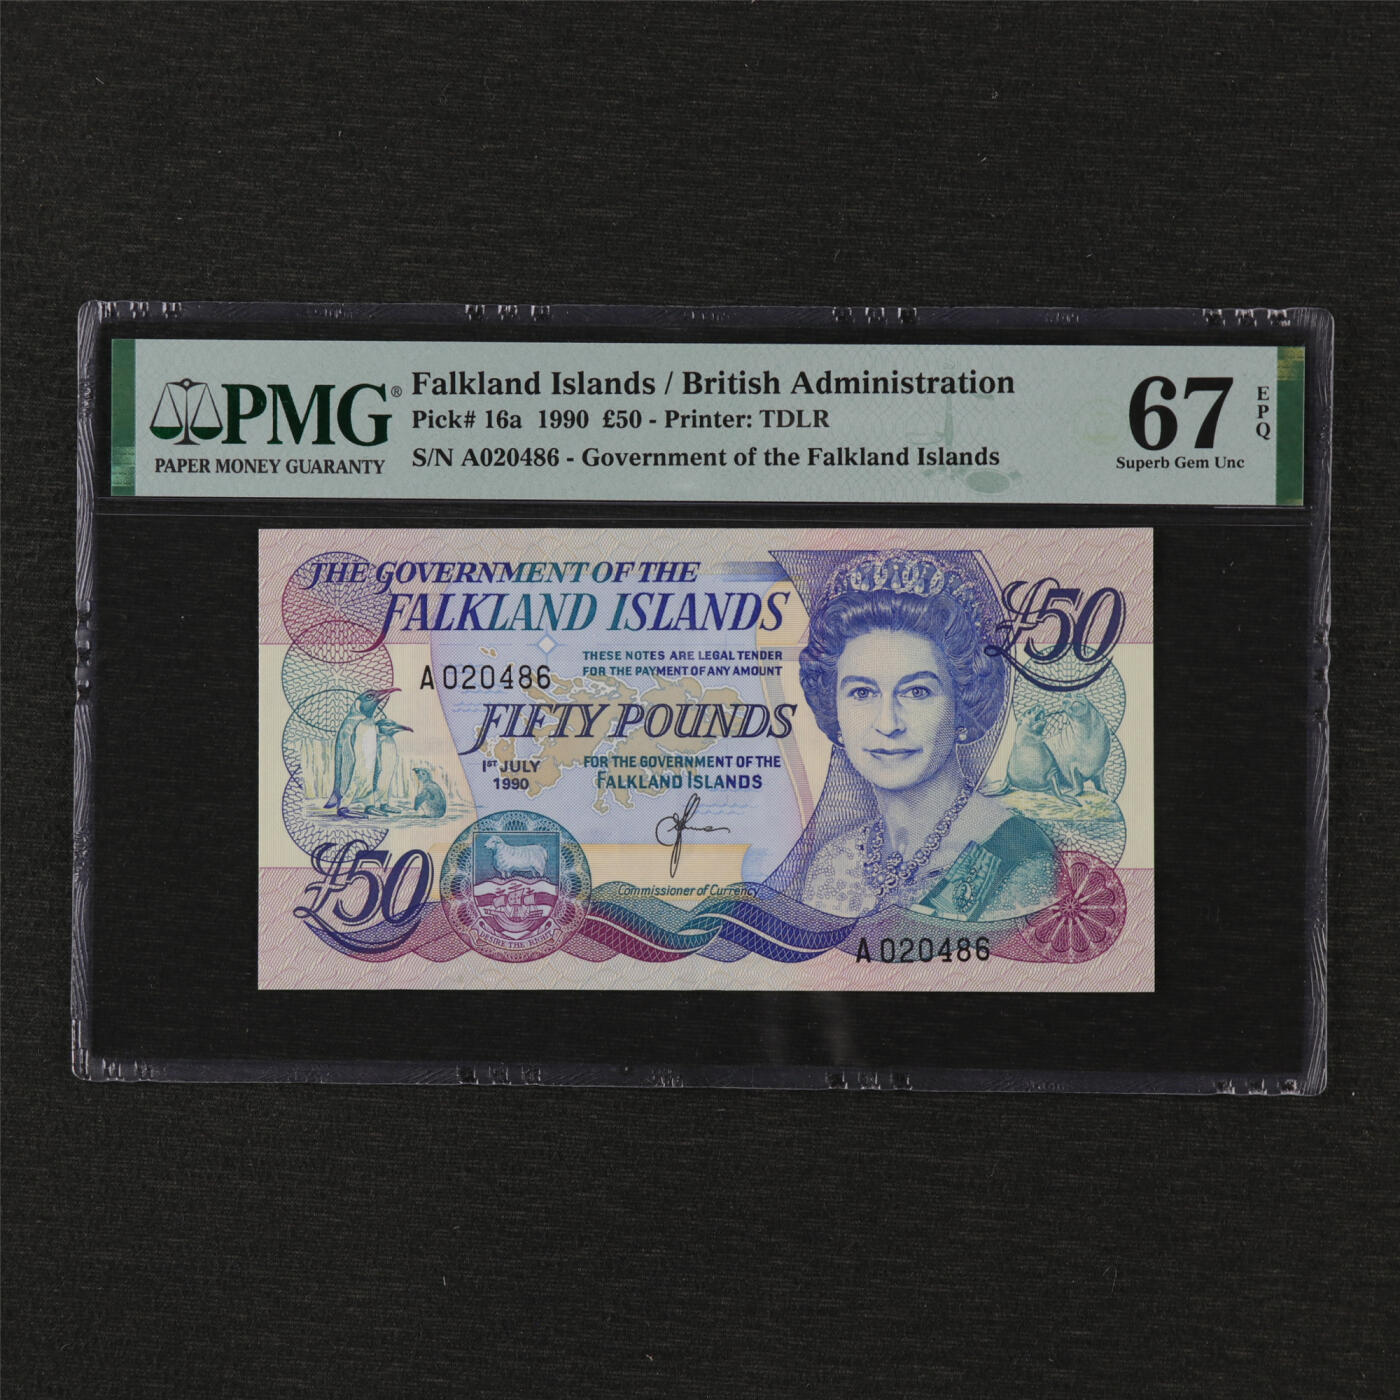 PMG®
PAPER MONEY GUARANTY
Falkland Islands / British Administration
Pick# 16a 1990 £50 - Printer: TDLR
S/N A020486 - Government of the Falkland Islands
67
EPQ
Superb Gem Unc
THE GOVERNMENT OF THE
FALKLAND ISLANDS
£50
THESE NOTES ARE LEGAL TENDER
FOR THE PAYMENT OF ANY AMOUNT
A020486
FIFTY POUNDS
1ST JULY
1990
FOR THE GOVERNMENT OF THE
FALKLAND ISLANDS
£50
Commissioner of Currency
DESIRE THE RIGHT
A020486